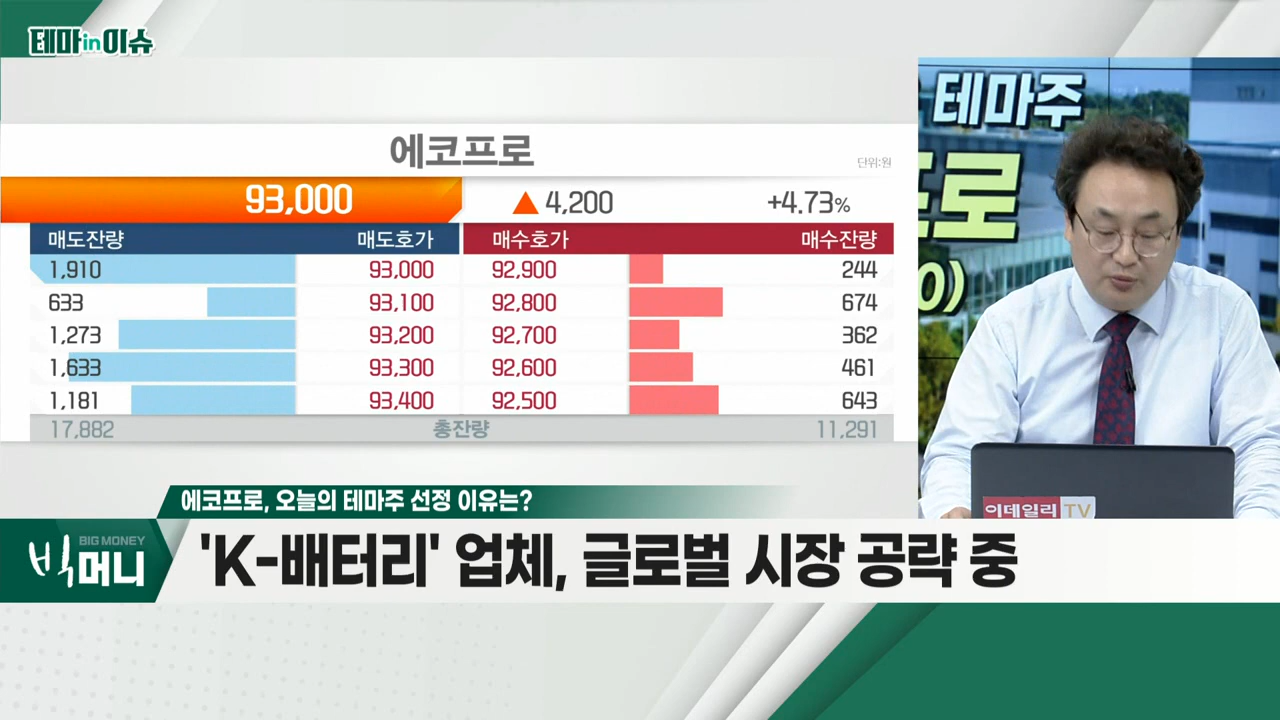 테마in이슈
에코프로
단위:원
93,000 ▲ 4,200 +4.73%
매도잔량 매도호가 매수호가 매수잔량
1,910 93,000 92,900 244
633 93,100 92,800 674
1,273 93,200 92,700 362
1,633 93,300 92,600 461
1,181 93,400 92,500 643
17,882 총잔량 11,291
테마주
로
0)
이데일리TV
에코프로, 오늘의 테마주 선정 이유는?
BIG MONEY
빅머니
'K-배터리' 업체, 글로벌 시장 공략 중